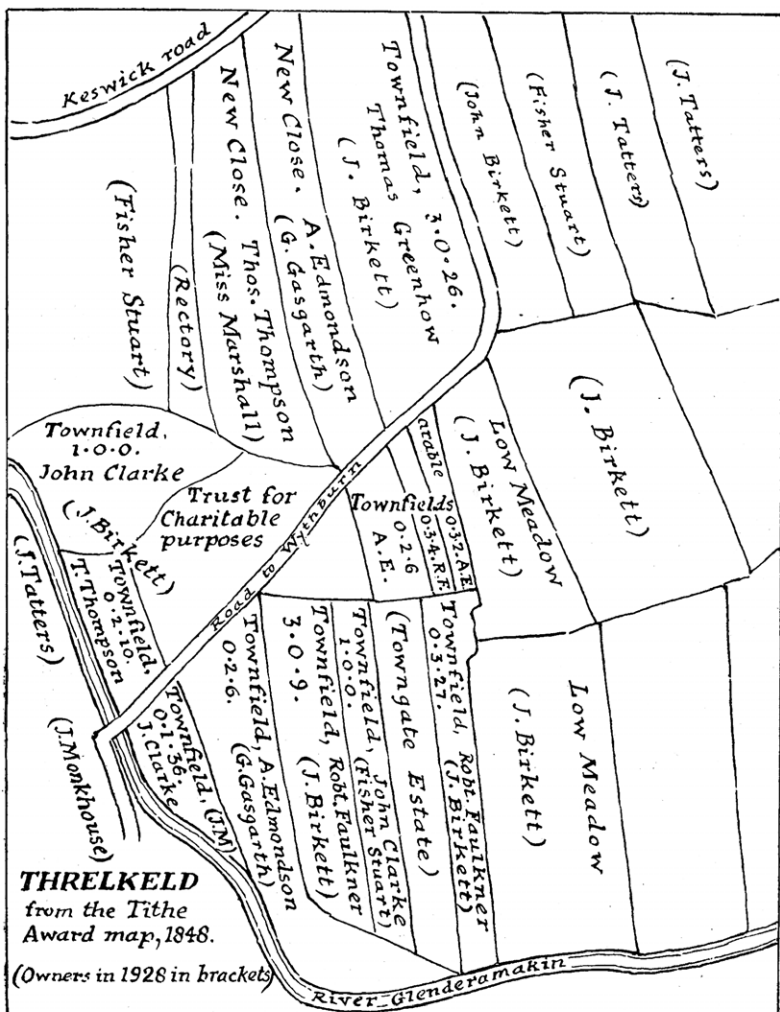 Keswick road
(Fisher Stuart)
(Rectory)
New Close. Thos. Thompson
(Miss Marshall)
New Close. A. Edmondson
(G. Gasgarth)
Townfield, 3.0.26.
Thomas Greenhow
(J. Birkett)
(John Birkett)
(Fisher Stuart)
(J. Tatters)
(J. Tatters)
Townfield,
1·0·0.
John Clarke
(J. Birkett)
Trust for
Charitable
purposes
Road to Wythburn
Townfields
0·2·6
A.E.
arable 0·3·4. R.F.
0·3·2. A.E.
Low Meadow
(J. Birkett)
(J. Birkett)
(J. Tatters)
Townfield,
0·2·10.
T. Thompson
(J. Monkhouse)
Townfield, (J.M)
0·1·36.
J. Clarke
Townfield, A. Edmondson
0·2·6.
(G. Gasgarth)
Townfield, Robt. Faulkner
3·0·9.
(J. Birkett)
Townfield, John Clarke
1·0·0.
(Fisher Stuart)
(Towngate Estate)
Townfield, Robt. Faulkner
0·3·27.
(J. Birkett)
Low Meadow
(J. Birkett)
THRELKELD
from the Tithe
Award map, 1848.
(Owners in 1928 in brackets)
River Glenderamakin